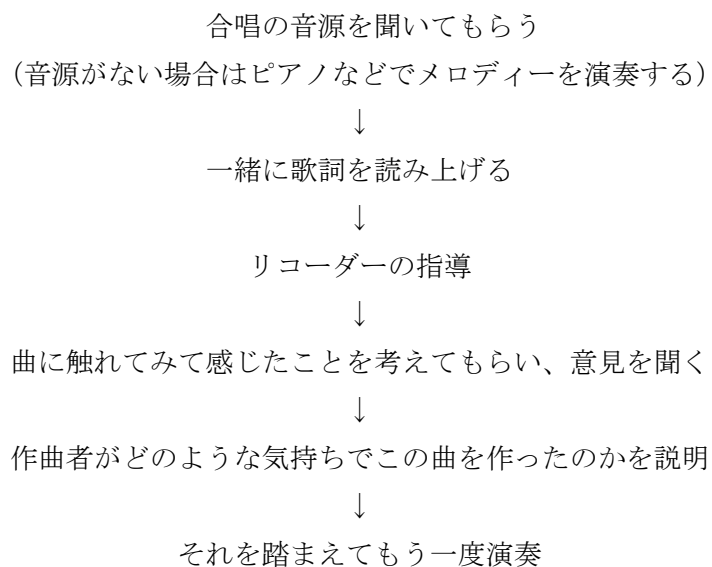 合唱の音源を聞いてもらう
（音源がない場合はピアノなどでメロディーを演奏する）
↓
一緒に歌詞を読み上げる
↓
リコーダーの指導
↓
曲に触れてみて感じたことを考えてもらい、意見を聞く
↓
作曲者がどのような気持ちでこの曲を作ったのかを説明
↓
それを踏まえてもう一度演奏